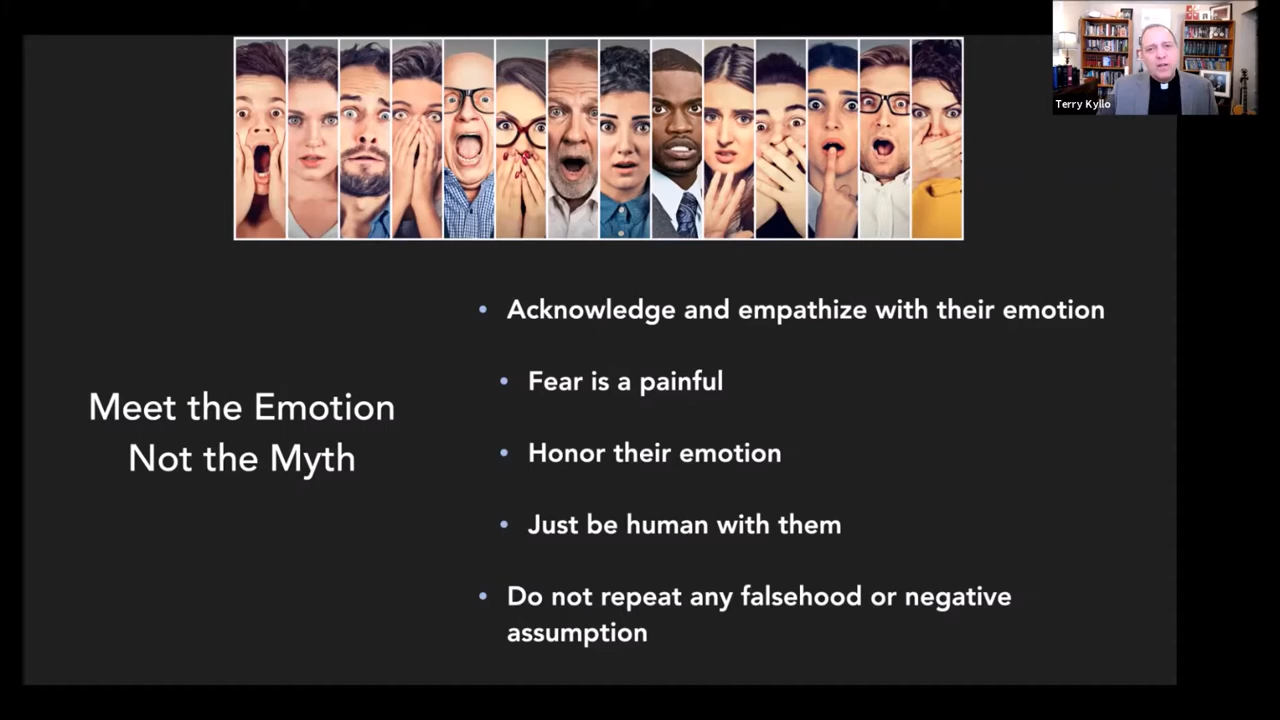 Terry Kyllo
Acknowledge and empathize with their emotion
Fear is a painful
Meet the Emotion
Not the Myth
Honor their emotion
Just be human with them
Do not repeat any falsehood or negative
assumption